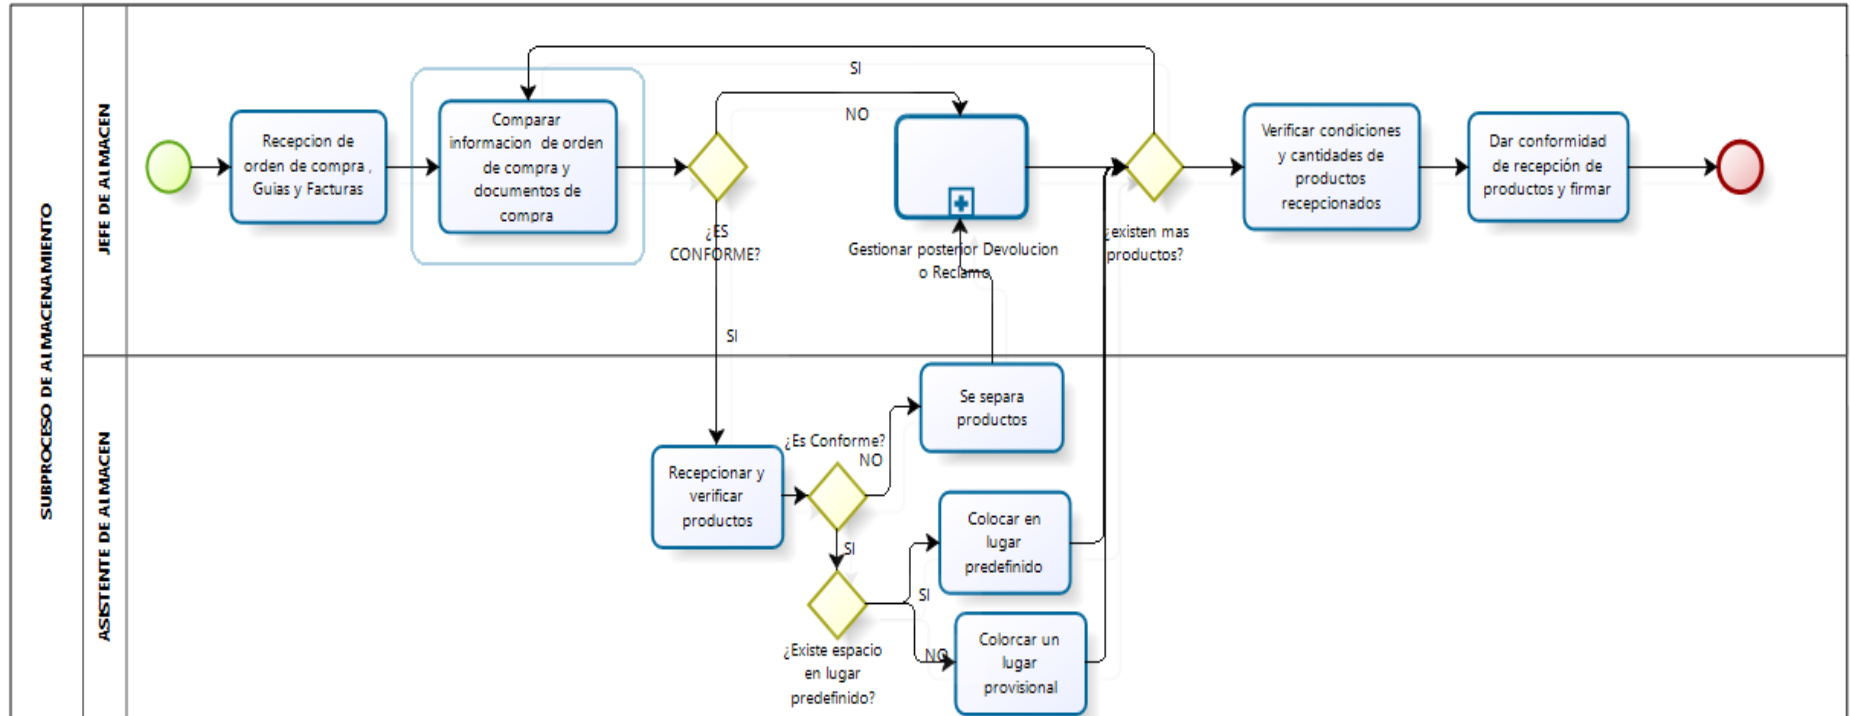 SUBPROCESO DE ALMACENAMIENTO
JEFE DE ALMACEN
Recepcion de
orden de compra ,
Guias y Facturas
Comparar
informacion de orden
de compra y
documentos de
compra
¿ES
CONFORME?
SI
NO
SI
Gestionar posterior Devolucion
o Reclamo
¿existen mas
productos?
Verificar condiciones
y cantidades de
productos
recepcionados
Dar conformidad
de recepción de
productos y firmar
ASISTENTE DE ALMACEN
Recepcionar y
verificar
productos
¿Es Conforme?
NO
SI
Se separa
productos
¿Existe espacio
en lugar
predefinido?
SI
NO
Colocar en
lugar
predefinido
Colorcar un
lugar
provisional